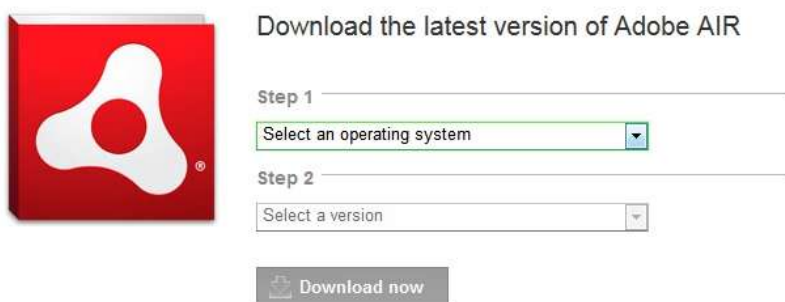 Download the latest version of Adobe AIR
Step 1
Select an operating system
Step 2
Select a version
Download now
®